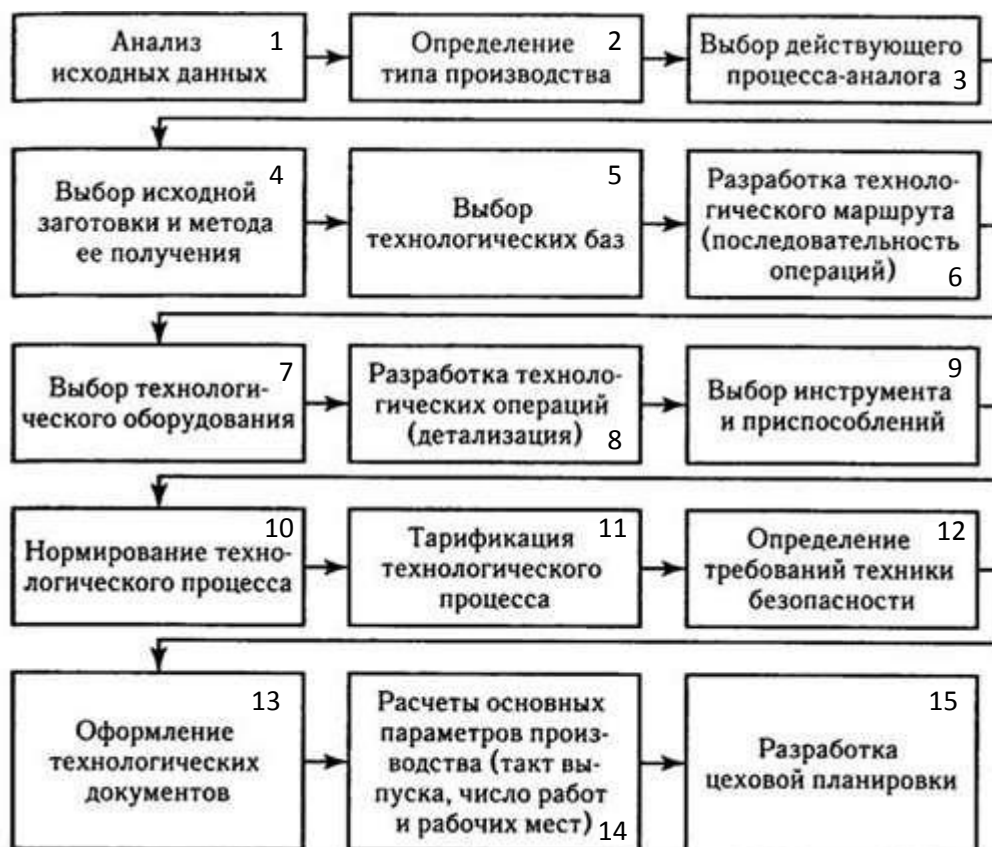 Анализ 1
исходных данных
Определение 2
типа производства
Выбор действующего
процесса-аналога 3
4
Выбор исходной
заготовки и метода
ее получения
5
Выбор
технологических баз
Разработка техноло-
гического маршрута
(последовательность
операций) 6
7
Выбор технологи-
ческого оборудования
Разработка техноло-
гических операций
(детализация) 8
9
Выбор инструмента
и приспособлений
10
Нормирование техно-
логического процесса
Тарификация 11
технологического
процесса
12
Определение
требований техники
безопасности
13
Оформление
технологических
документов
Расчеты основных
параметров произ-
водства (такт вы-
пуска, число работ
и рабочих мест) 14
15
Разработка
цеховой планировки